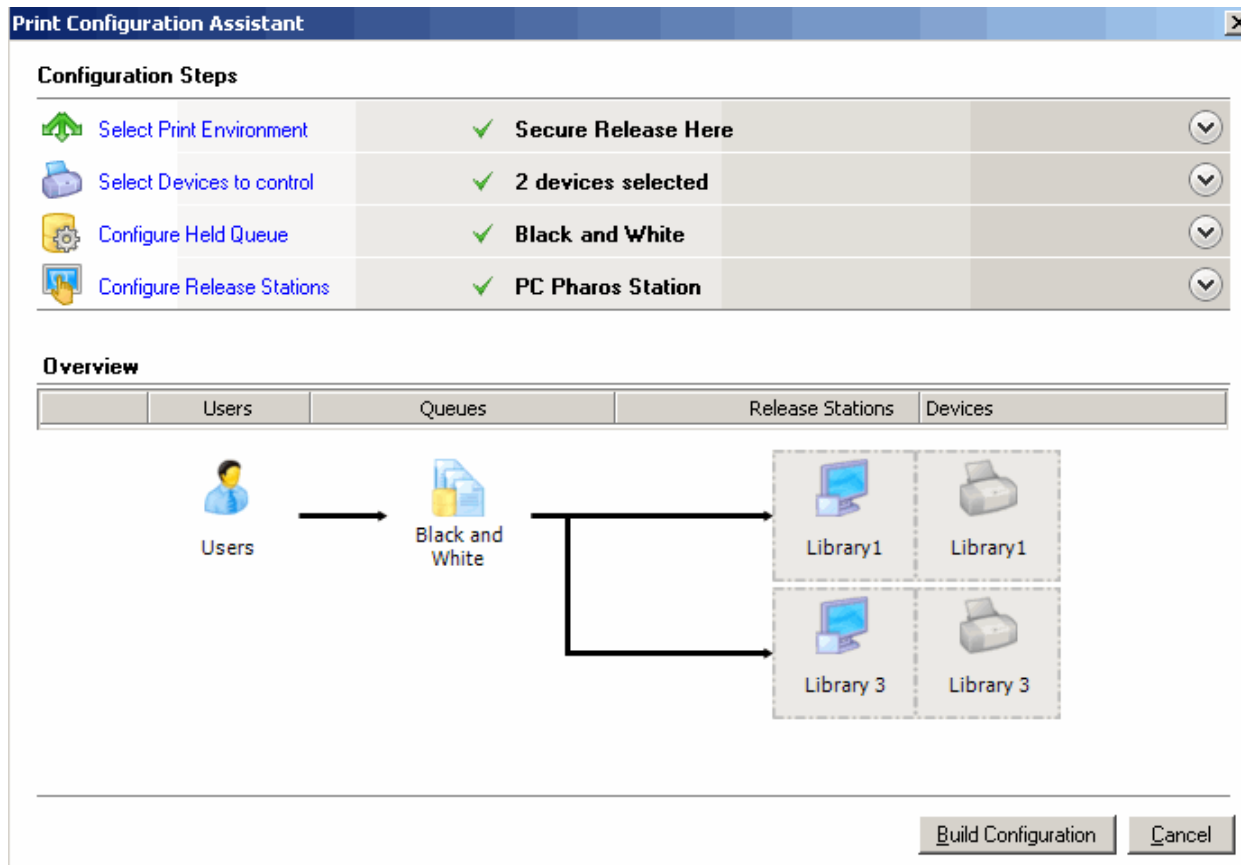 Print Configuration Assistant
Configuration Steps
Select Print Environment Secure Release Here
Select Devices to control 2 devices selected
Configure Held Queue Black and White
Configure Release Stations PC Pharos Station
Overview
Users Queues Release Stations Devices
Users
Black and
White
Library1 Library1
Library 3 Library 3
Build Configuration Cancel